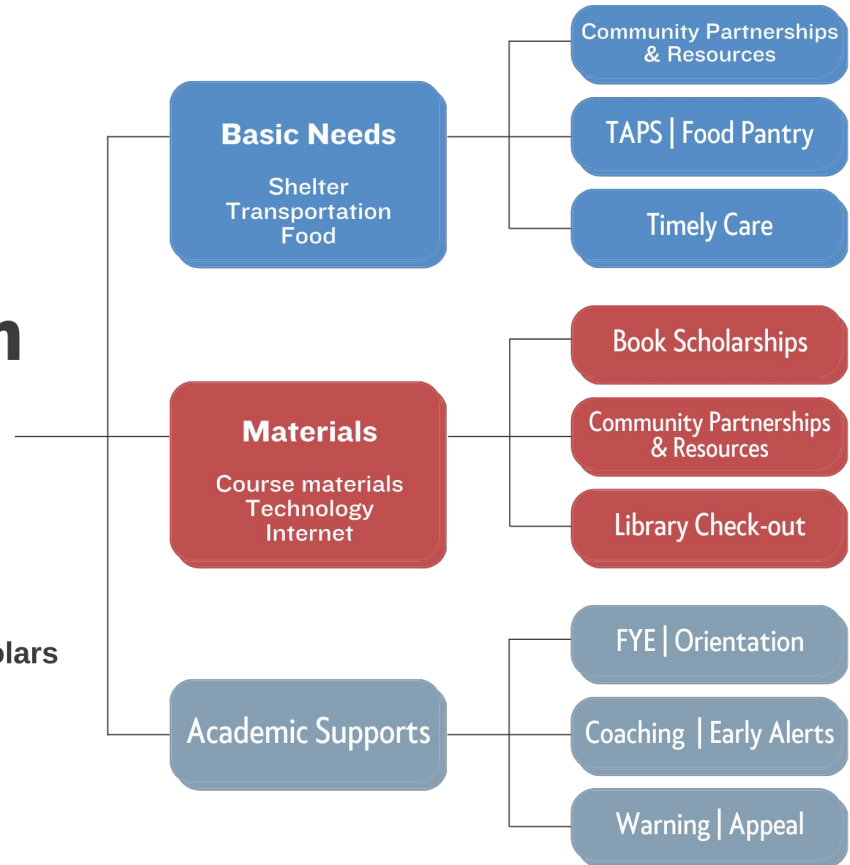 Community Partnerships
& Resources
Basic Needs
Shelter
Transportation
Food
TAPS | Food Pantry
Timely Care
Book Scholarships
Materials
Course materials
Technology
Internet
Community Partnerships
& Resources
Library Check-out
FYE | Orientation
Academic Supports
Coaching | Early Alerts
Warning | Appeal